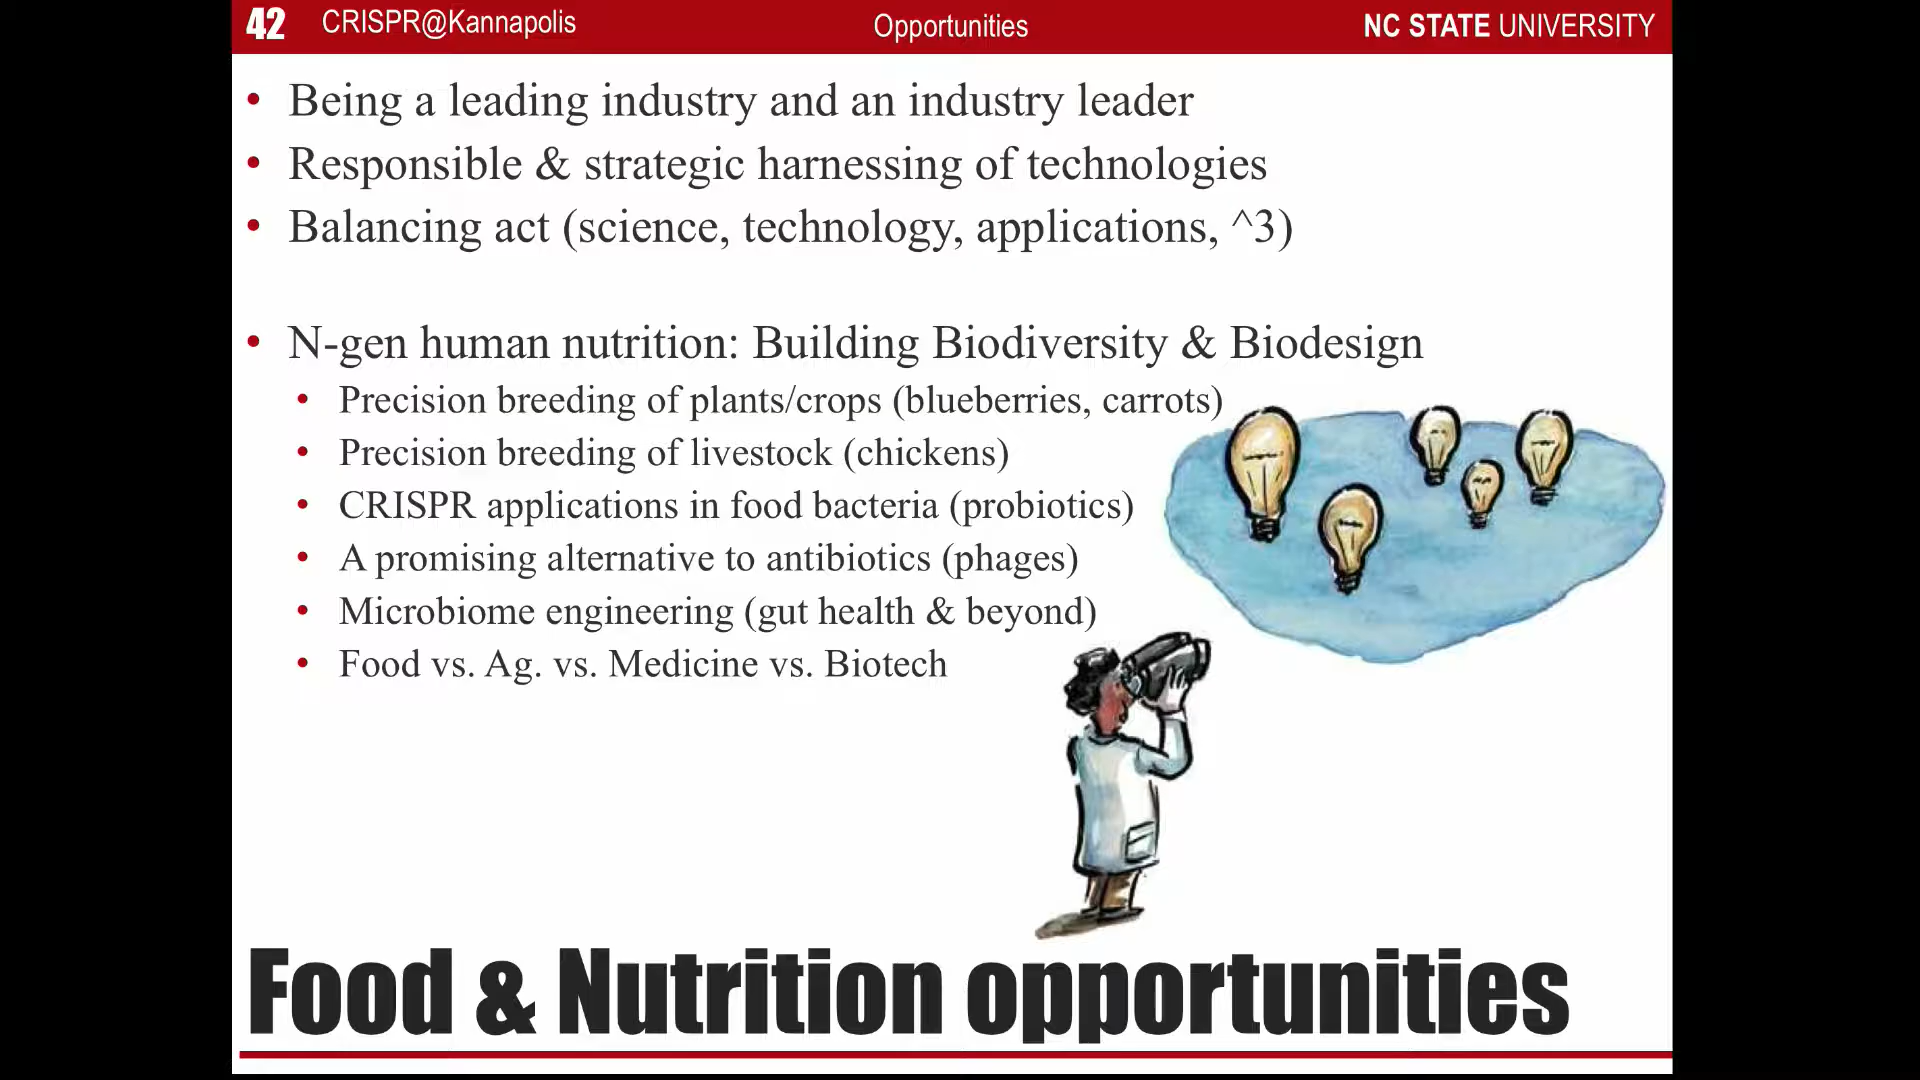 42 CRISPR@Kannapolis Opportunities NC STATE UNIVERSITY
• Being a leading industry and an industry leader
• Responsible & strategic harnessing of technologies
• Balancing act (science, technology, applications, ^3)
• N-gen human nutrition: Building Biodiversity & Biodesign
• Precision breeding of plants/crops (blueberries, carrots)
• Precision breeding of livestock (chickens)
• CRISPR applications in food bacteria (probiotics)
• A promising alternative to antibiotics (phages)
• Microbiome engineering (gut health & beyond)
• Food vs. Ag. vs. Medicine vs. Biotech
Food & Nutrition opportunities